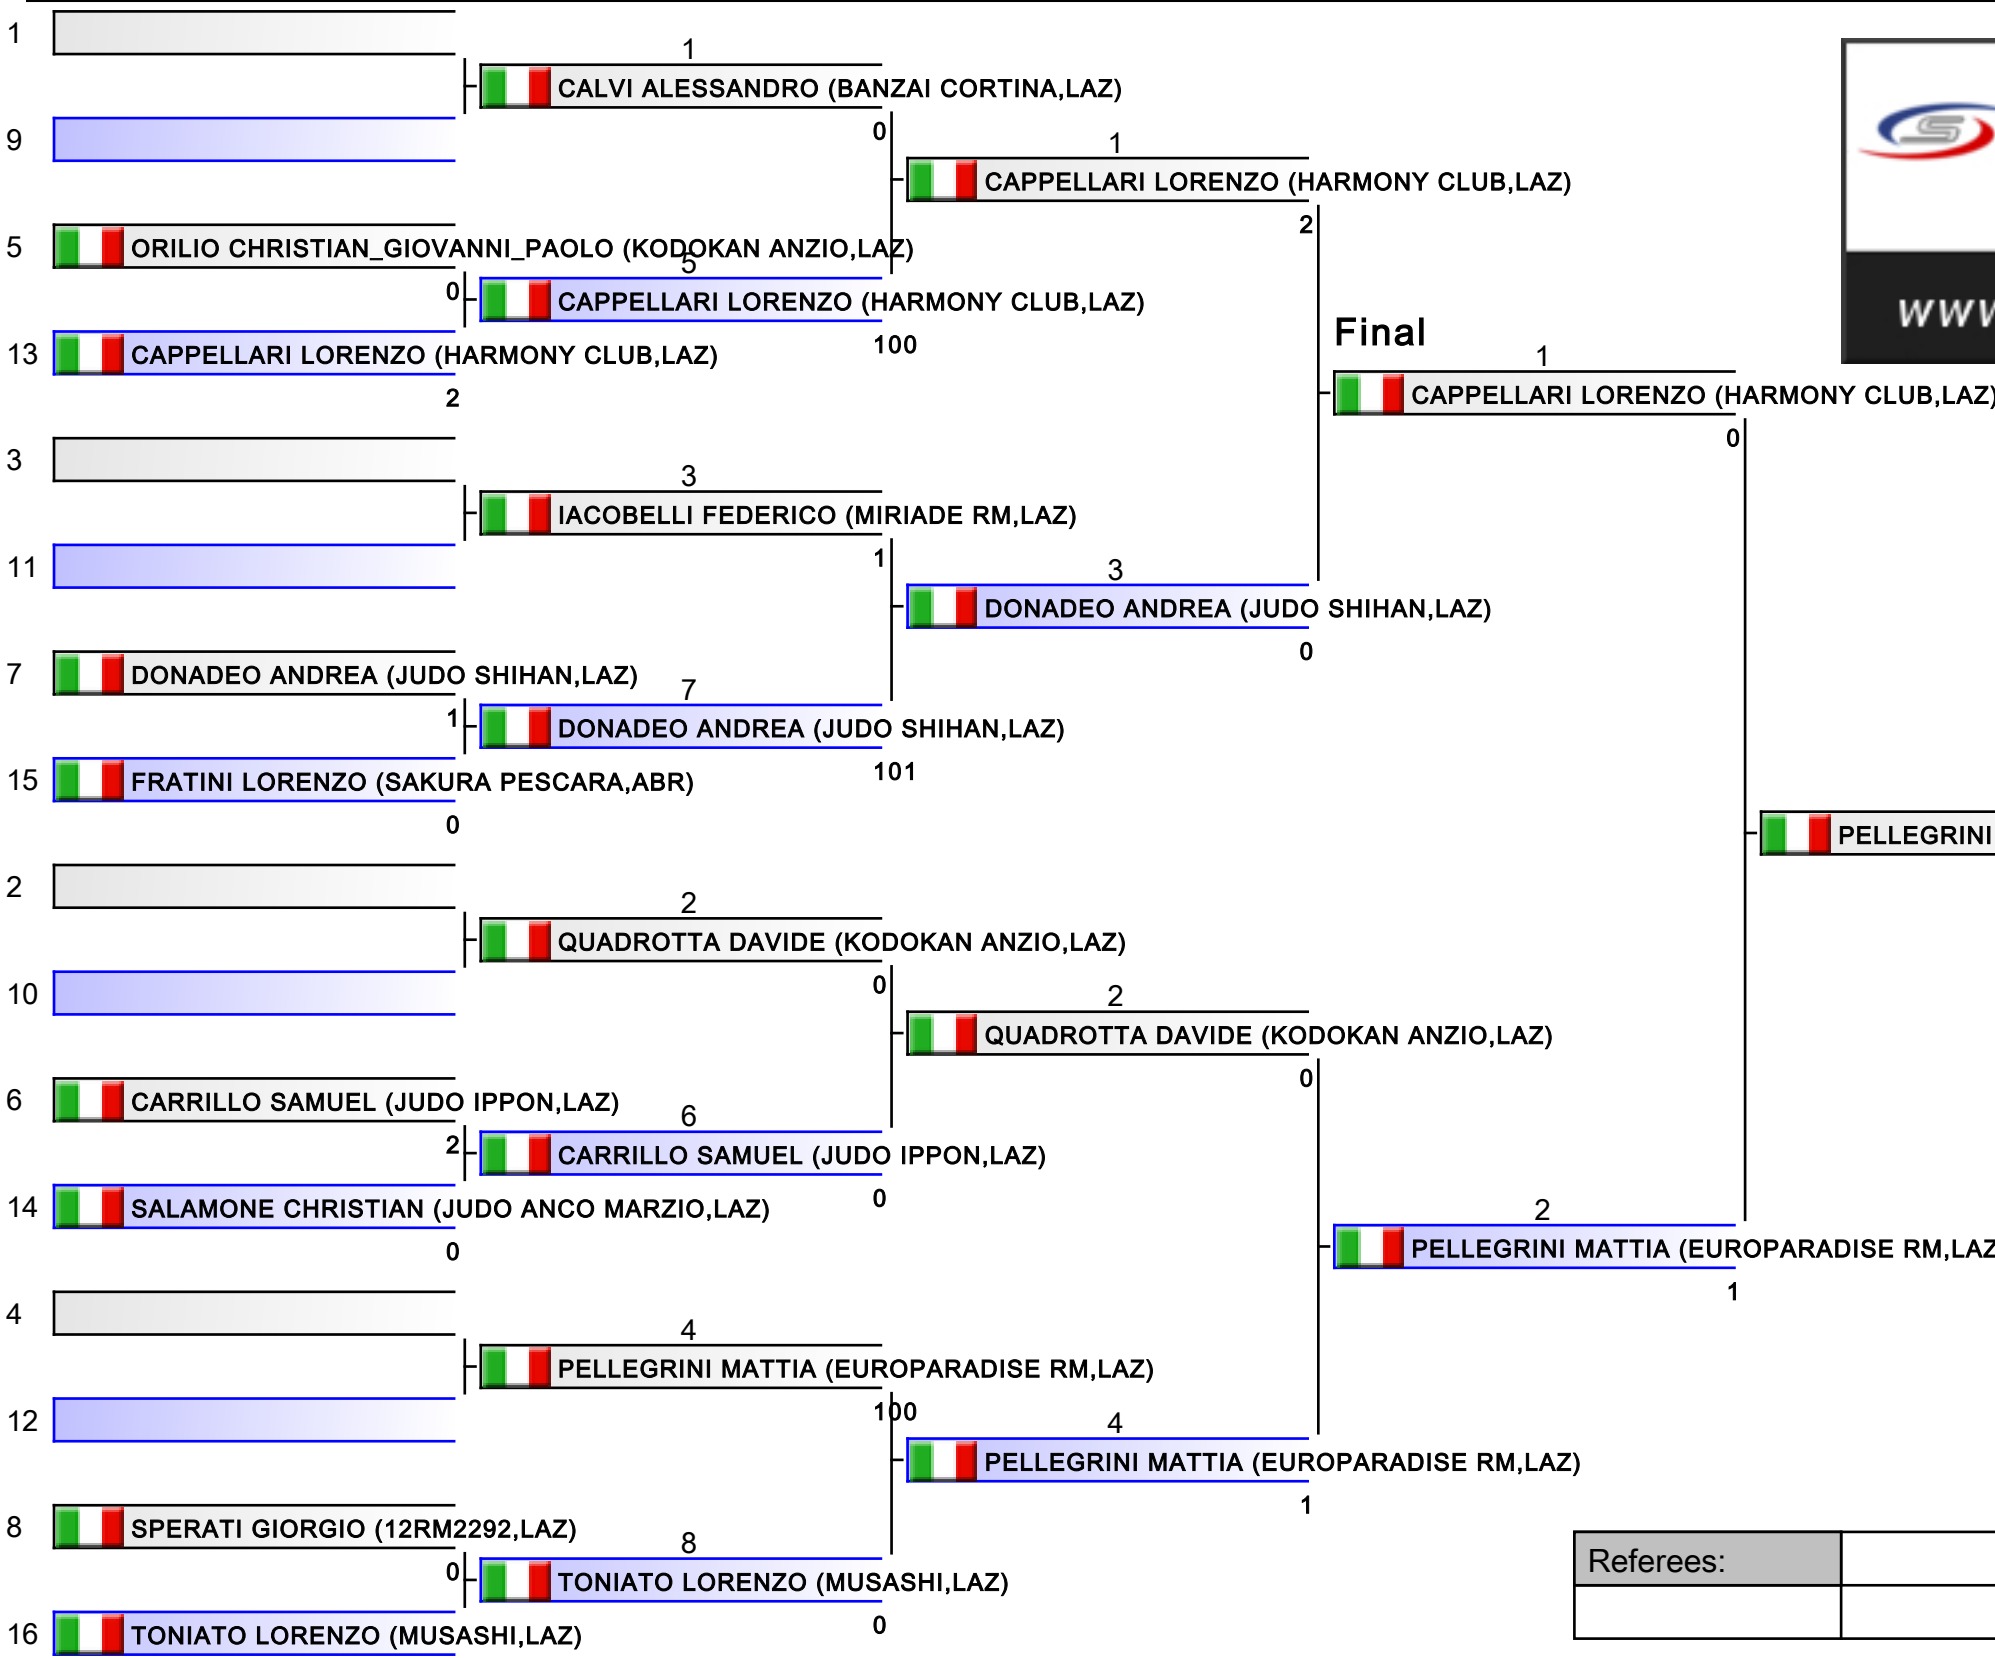 1
1
CALVI ALESSANDRO (BANZAI CORTINA,LAZ)
0
9
1
CAPPELLARI LORENZO (HARMONY CLUB,LAZ)
2
5
ORILIO CHRISTIAN_GIOVANNI_PAOLO (KODOKAN ANZIO,LAZ)
0
5
CAPPELLARI LORENZO (HARMONY CLUB,LAZ)
100
13
CAPPELLARI LORENZO (HARMONY CLUB,LAZ)
2
S
www
Final
1
CAPPELLARI LORENZO (HARMONY CLUB,LAZ)
0
3
3
IACOBELLI FEDERICO (MIRIADE RM,LAZ)
1
11
3
DONADEO ANDREA (JUDO SHIHAN,LAZ)
0
7
DONADEO ANDREA (JUDO SHIHAN,LAZ)
1
7
DONADEO ANDREA (JUDO SHIHAN,LAZ)
101
15
FRATINI LORENZO (SAKURA PESCARA,ABR)
0
PELLEGRINI
2
2
QUADROTTA DAVIDE (KODOKAN ANZIO,LAZ)
0
10
2
QUADROTTA DAVIDE (KODOKAN ANZIO,LAZ)
0
6
CARRILLO SAMUEL (JUDO IPPON,LAZ)
2
6
CARRILLO SAMUEL (JUDO IPPON,LAZ)
0
14
SALAMONE CHRISTIAN (JUDO ANCO MARZIO,LAZ)
0
2
PELLEGRINI MATTIA (EUROPARADISE RM,LAZ
1
4
4
PELLEGRINI MATTIA (EUROPARADISE RM,LAZ)
100
12
4
PELLEGRINI MATTIA (EUROPARADISE RM,LAZ)
1
8
SPERATI GIORGIO (12RM2292,LAZ)
0
8
TONIATO LORENZO (MUSASHI,LAZ)
0
16
TONIATO LORENZO (MUSASHI,LAZ)
Referees: